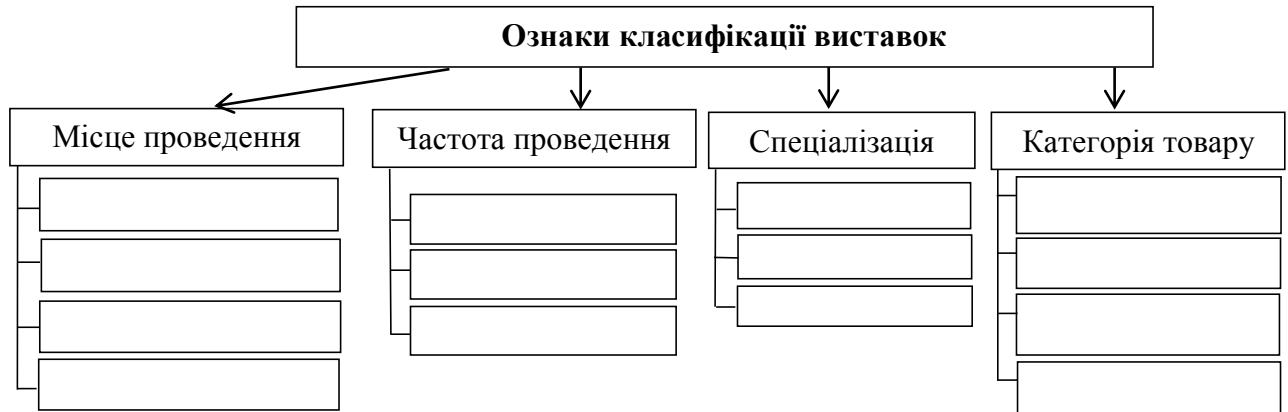 Ознаки класифікації виставок
Місце проведення
Частота проведення
Спеціалізація
Категорія товару